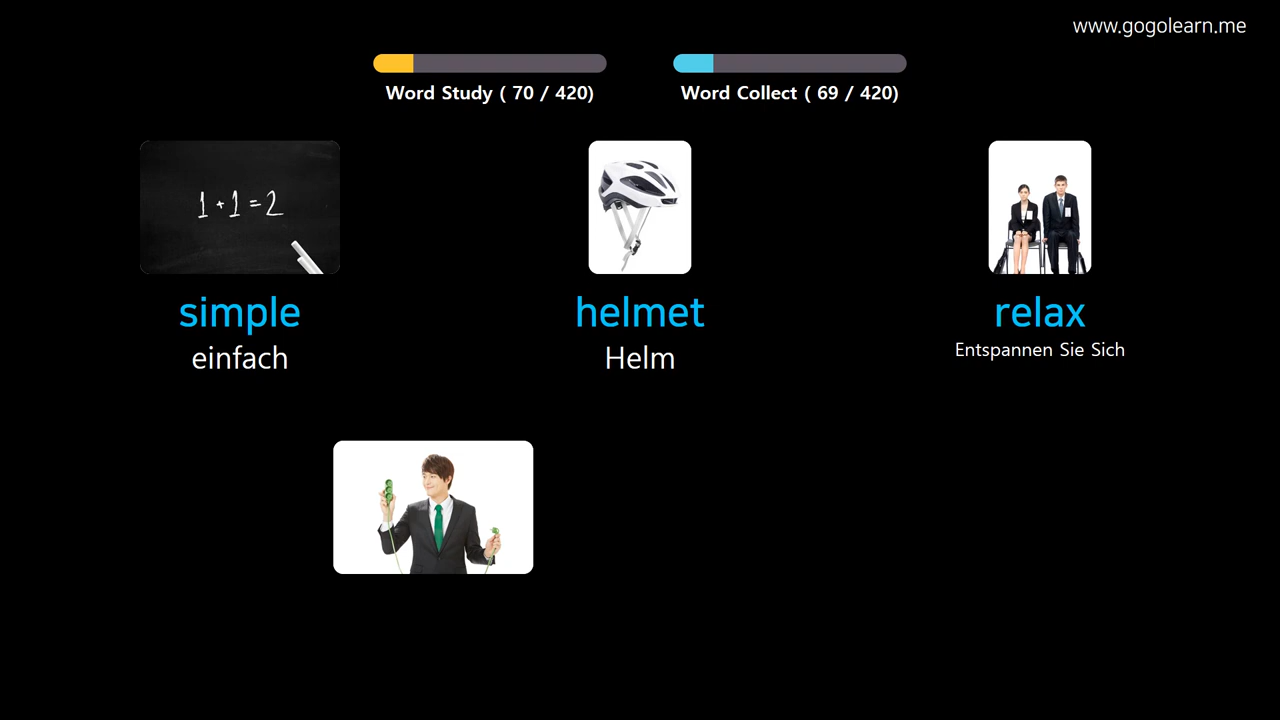 www.gogolearn.me
Word Study ( 70 / 420)
Word Collect ( 69 / 420)
1+1=2
simple
einfach
helmet
Helm
relax
Entspannen Sie Sich